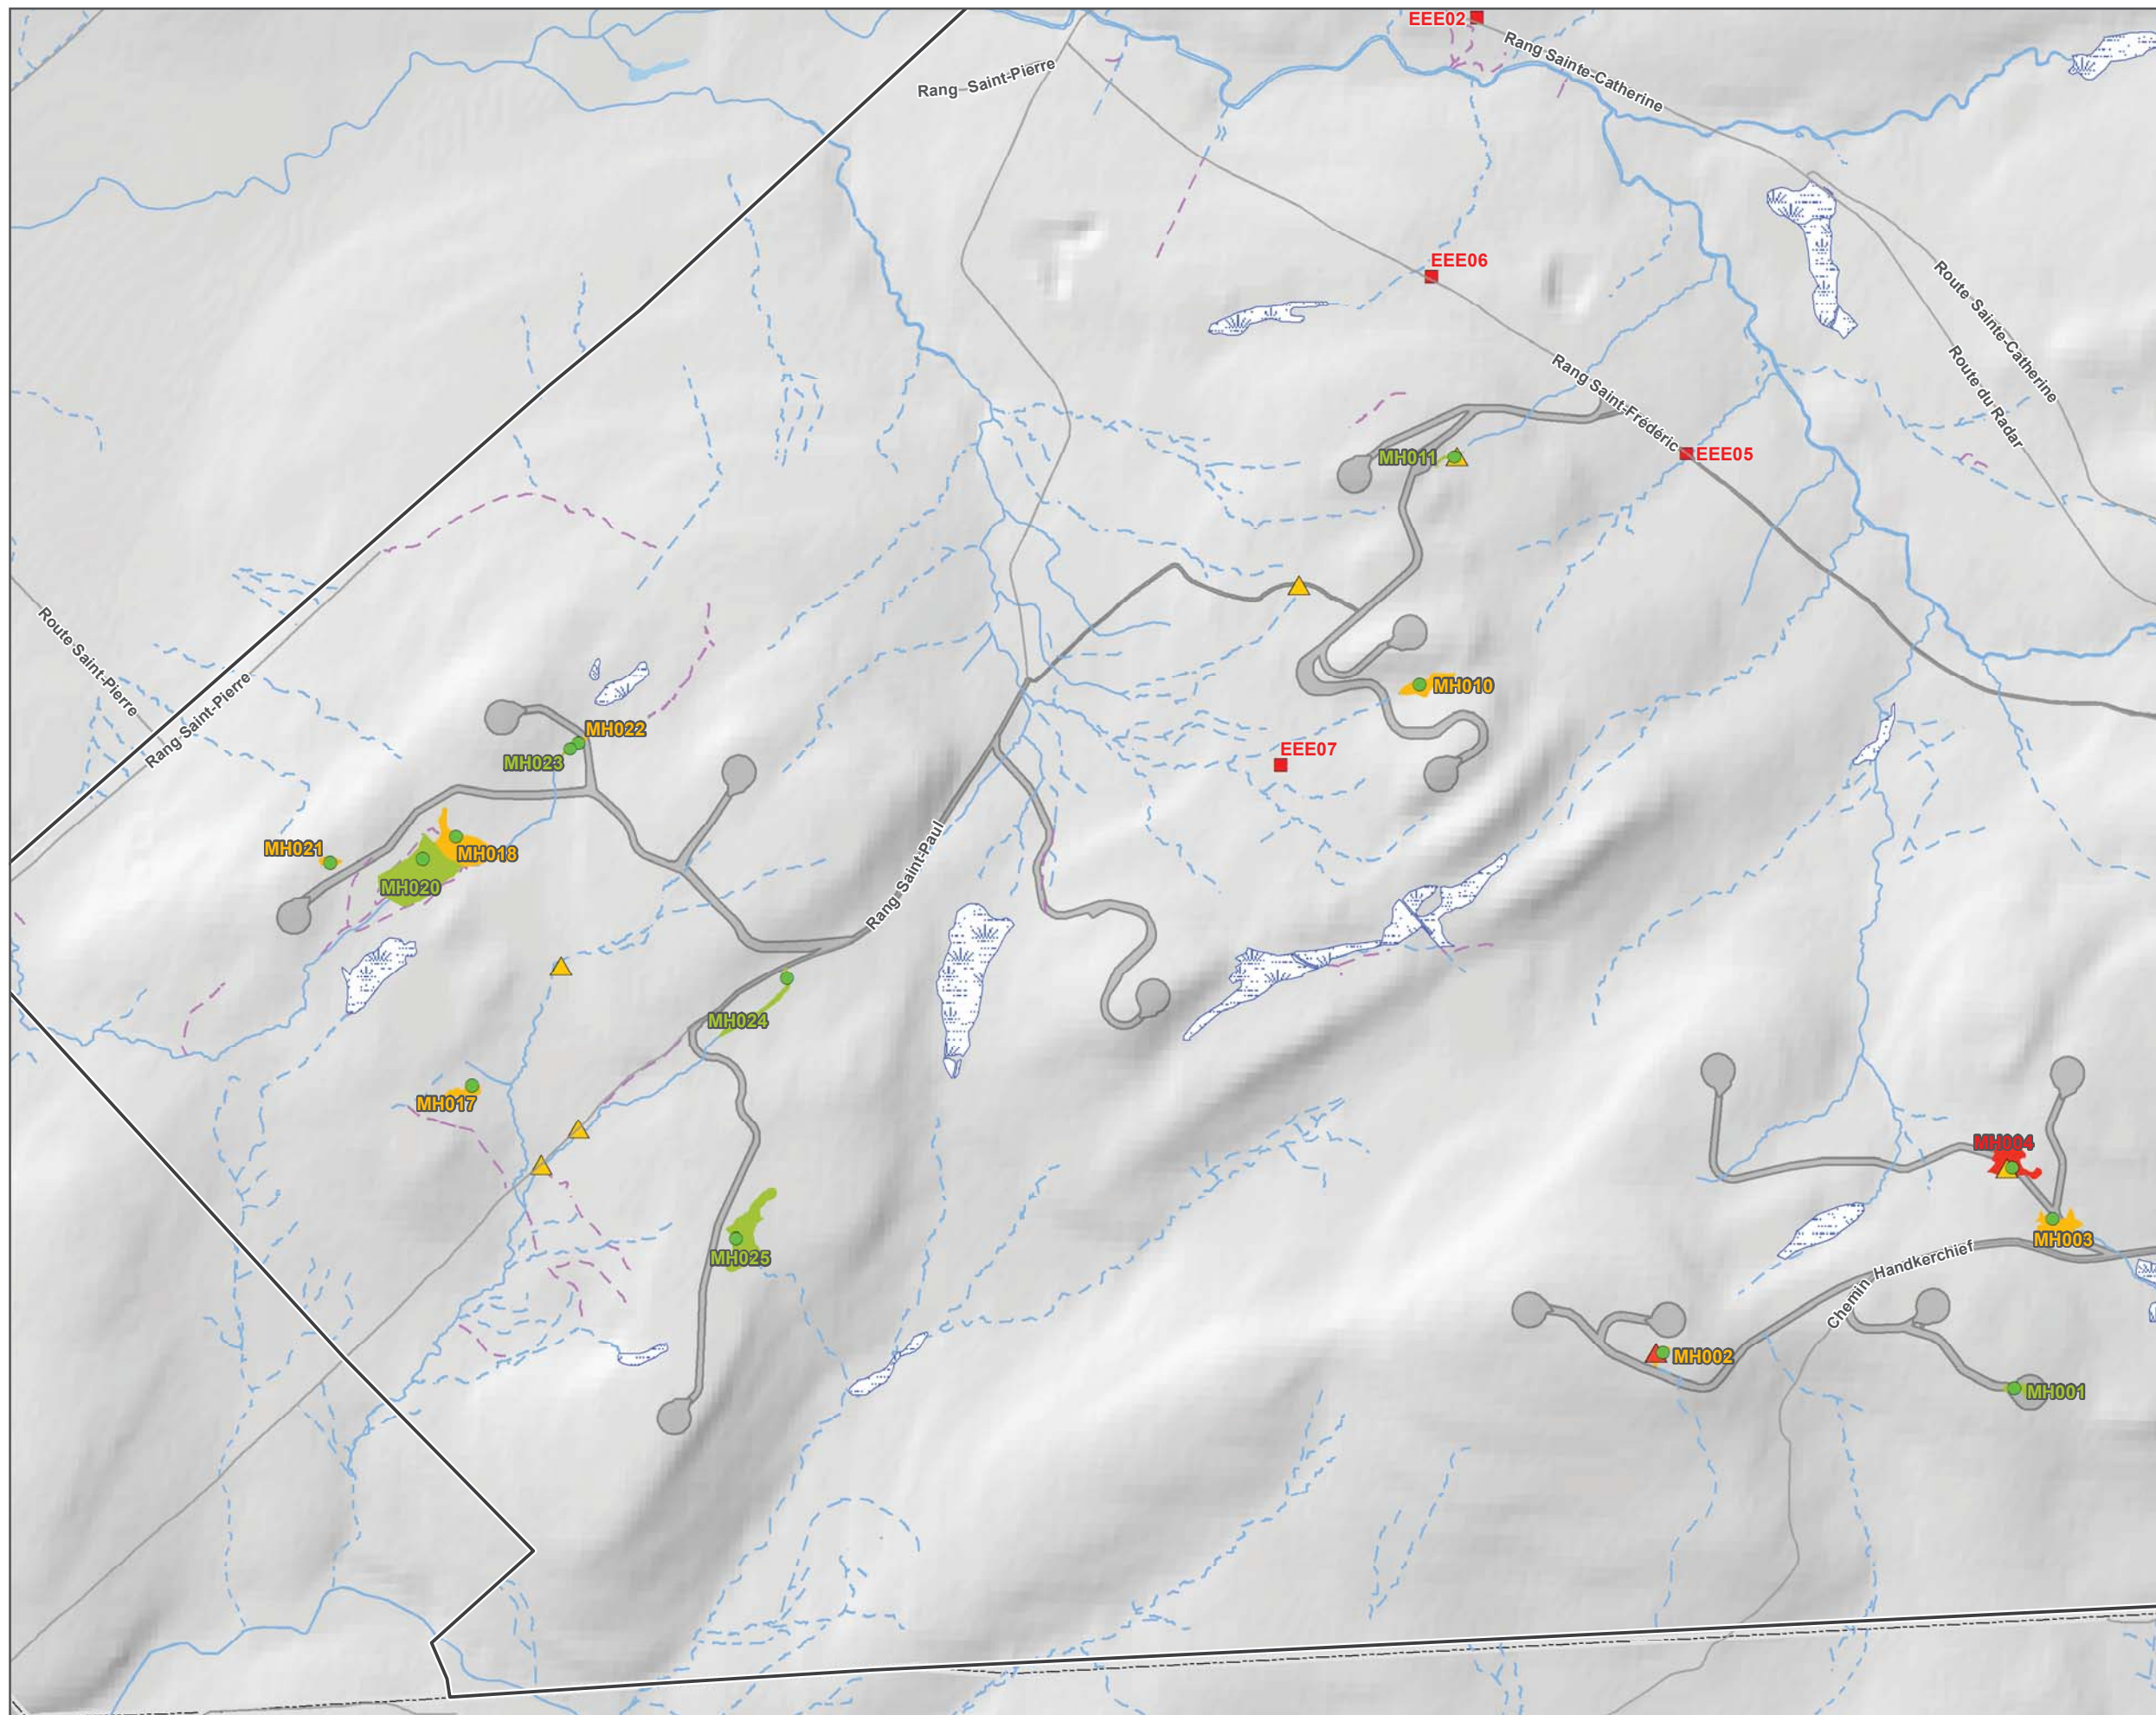 EEE02
Rang Sainte-Catherine
Rang Saint-Pierre
EEE06
Route Sainte-Catherine
Route du Radar
Rang Saint-Frédéric
MH011
EEE05
Route Saint-Pierre
Rang Saint-Pierre
MH010
MH022
MH023
EEE07
MH021
MH018
MH020
Rang Saint-Paul
MH024
MH017
MH004
MH003
MH025
Chemin Handkerchief
MH002
MH001